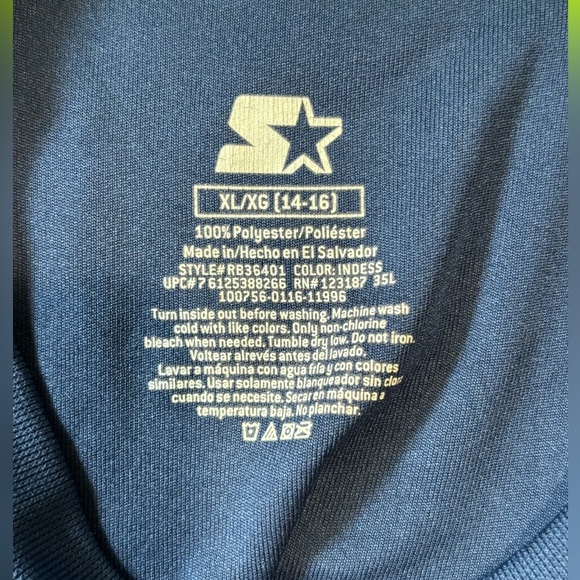 XL/XG (14-16)
100% Polyester/Poliéster
Made in/Hecho en El Salvador
STYLE# RB36401 COLOR: INDESS
UPC# 76125388266 RN# 123187 35L
100756-0116-11996
Turn inside out before washing. Machine wash
cold with like colors. Only non-chlorine
bleach when needed. Tumble dry low. Do not iron.
Voltear alrevés antes del lavado.
Lavar a máquina con agua fría y con colores
similares. Usar solamente blanqueador sin cloro
cuando se necesite. Secar en máquina a
temperatura baja. No planchar.